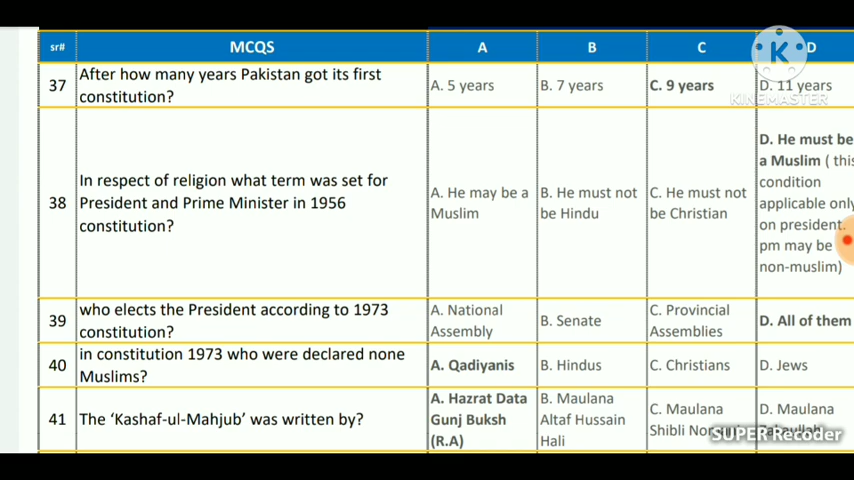 sr# MCQS A B C D
37 After how many years Pakistan got its first constitution? A. 5 years B. 7 years C. 9 years D. 11 years
KINEMASTER
38 In respect of religion what term was set for President and Prime Minister in 1956 constitution? A. He may be a Muslim B. He must not be Hindu C. He must not be Christian D. He must be a Muslim ( this condition applicable only on president. pm may be non-muslim)
39 who elects the President according to 1973 constitution? A. National Assembly B. Senate C. Provincial Assemblies D. All of them
40 in constitution 1973 who were declared none Muslims? A. Qadiyanis B. Hindus C. Christians D. Jews
41 The ‘Kashaf-ul-Mahjub’ was written by? A. Hazrat Data Gunj Buksh (R.A) B. Maulana Altaf Hussain Hali C. Maulana Shibli D. Maulana
SUPER Recoder